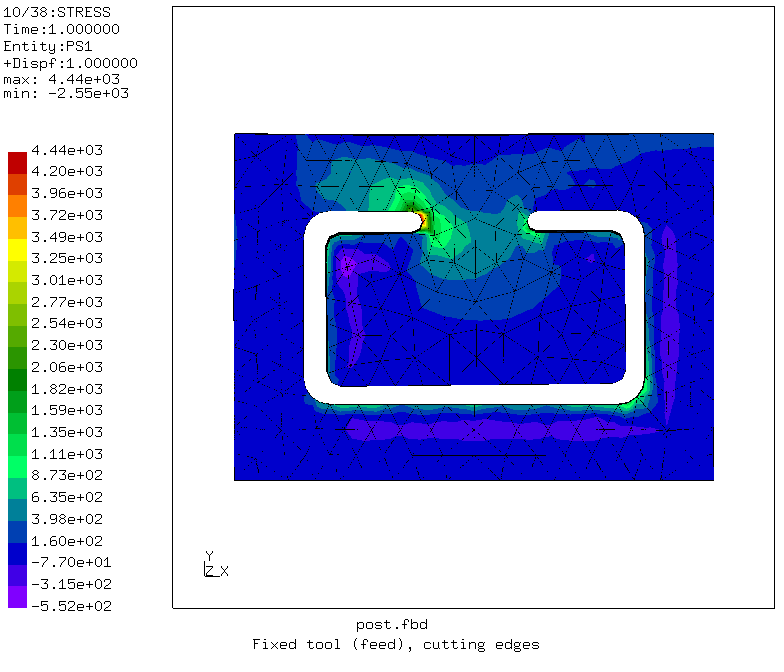 10/38:STRESS
Time:1.000000
Entity:PS1
+Dispf:1.000000
max: 4.44e+03
min: -2.55e+03
4.44e+03
4.20e+03
3.96e+03
3.72e+03
3.49e+03
3.25e+03
3.01e+03
2.77e+03
2.54e+03
2.30e+03
2.06e+03
1.82e+03
1.59e+03
1.35e+03
1.11e+03
8.73e+02
6.35e+02
3.98e+02
1.60e+02
-7.70e+01
-3.15e+02
-5.52e+02
Y
Z X
post.fbd
Fixed tool (feed), cutting edges